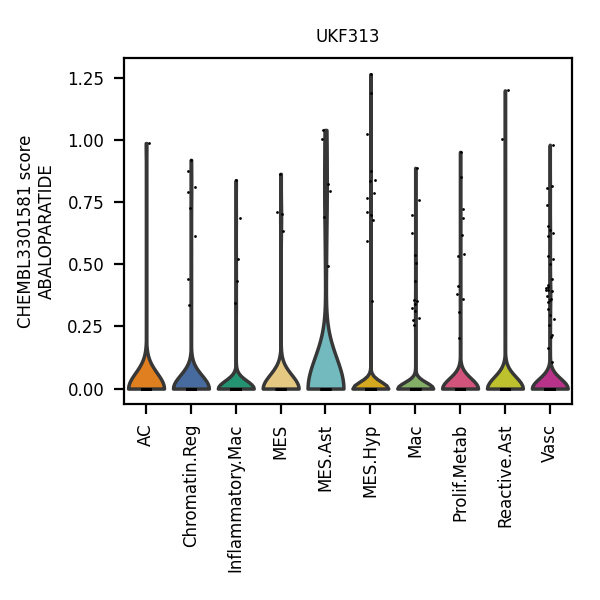 UKF313
CHEMBL3301581 score
ABALOPARATIDE
1.25
1.00
0.75
0.50
0.25
0.00
AC
Chromatin.Reg
Inflammatory.Mac
MES
MES.Ast
MES.Hyp
Mac
Prolif.Metab
Reactive.Ast
Vasc